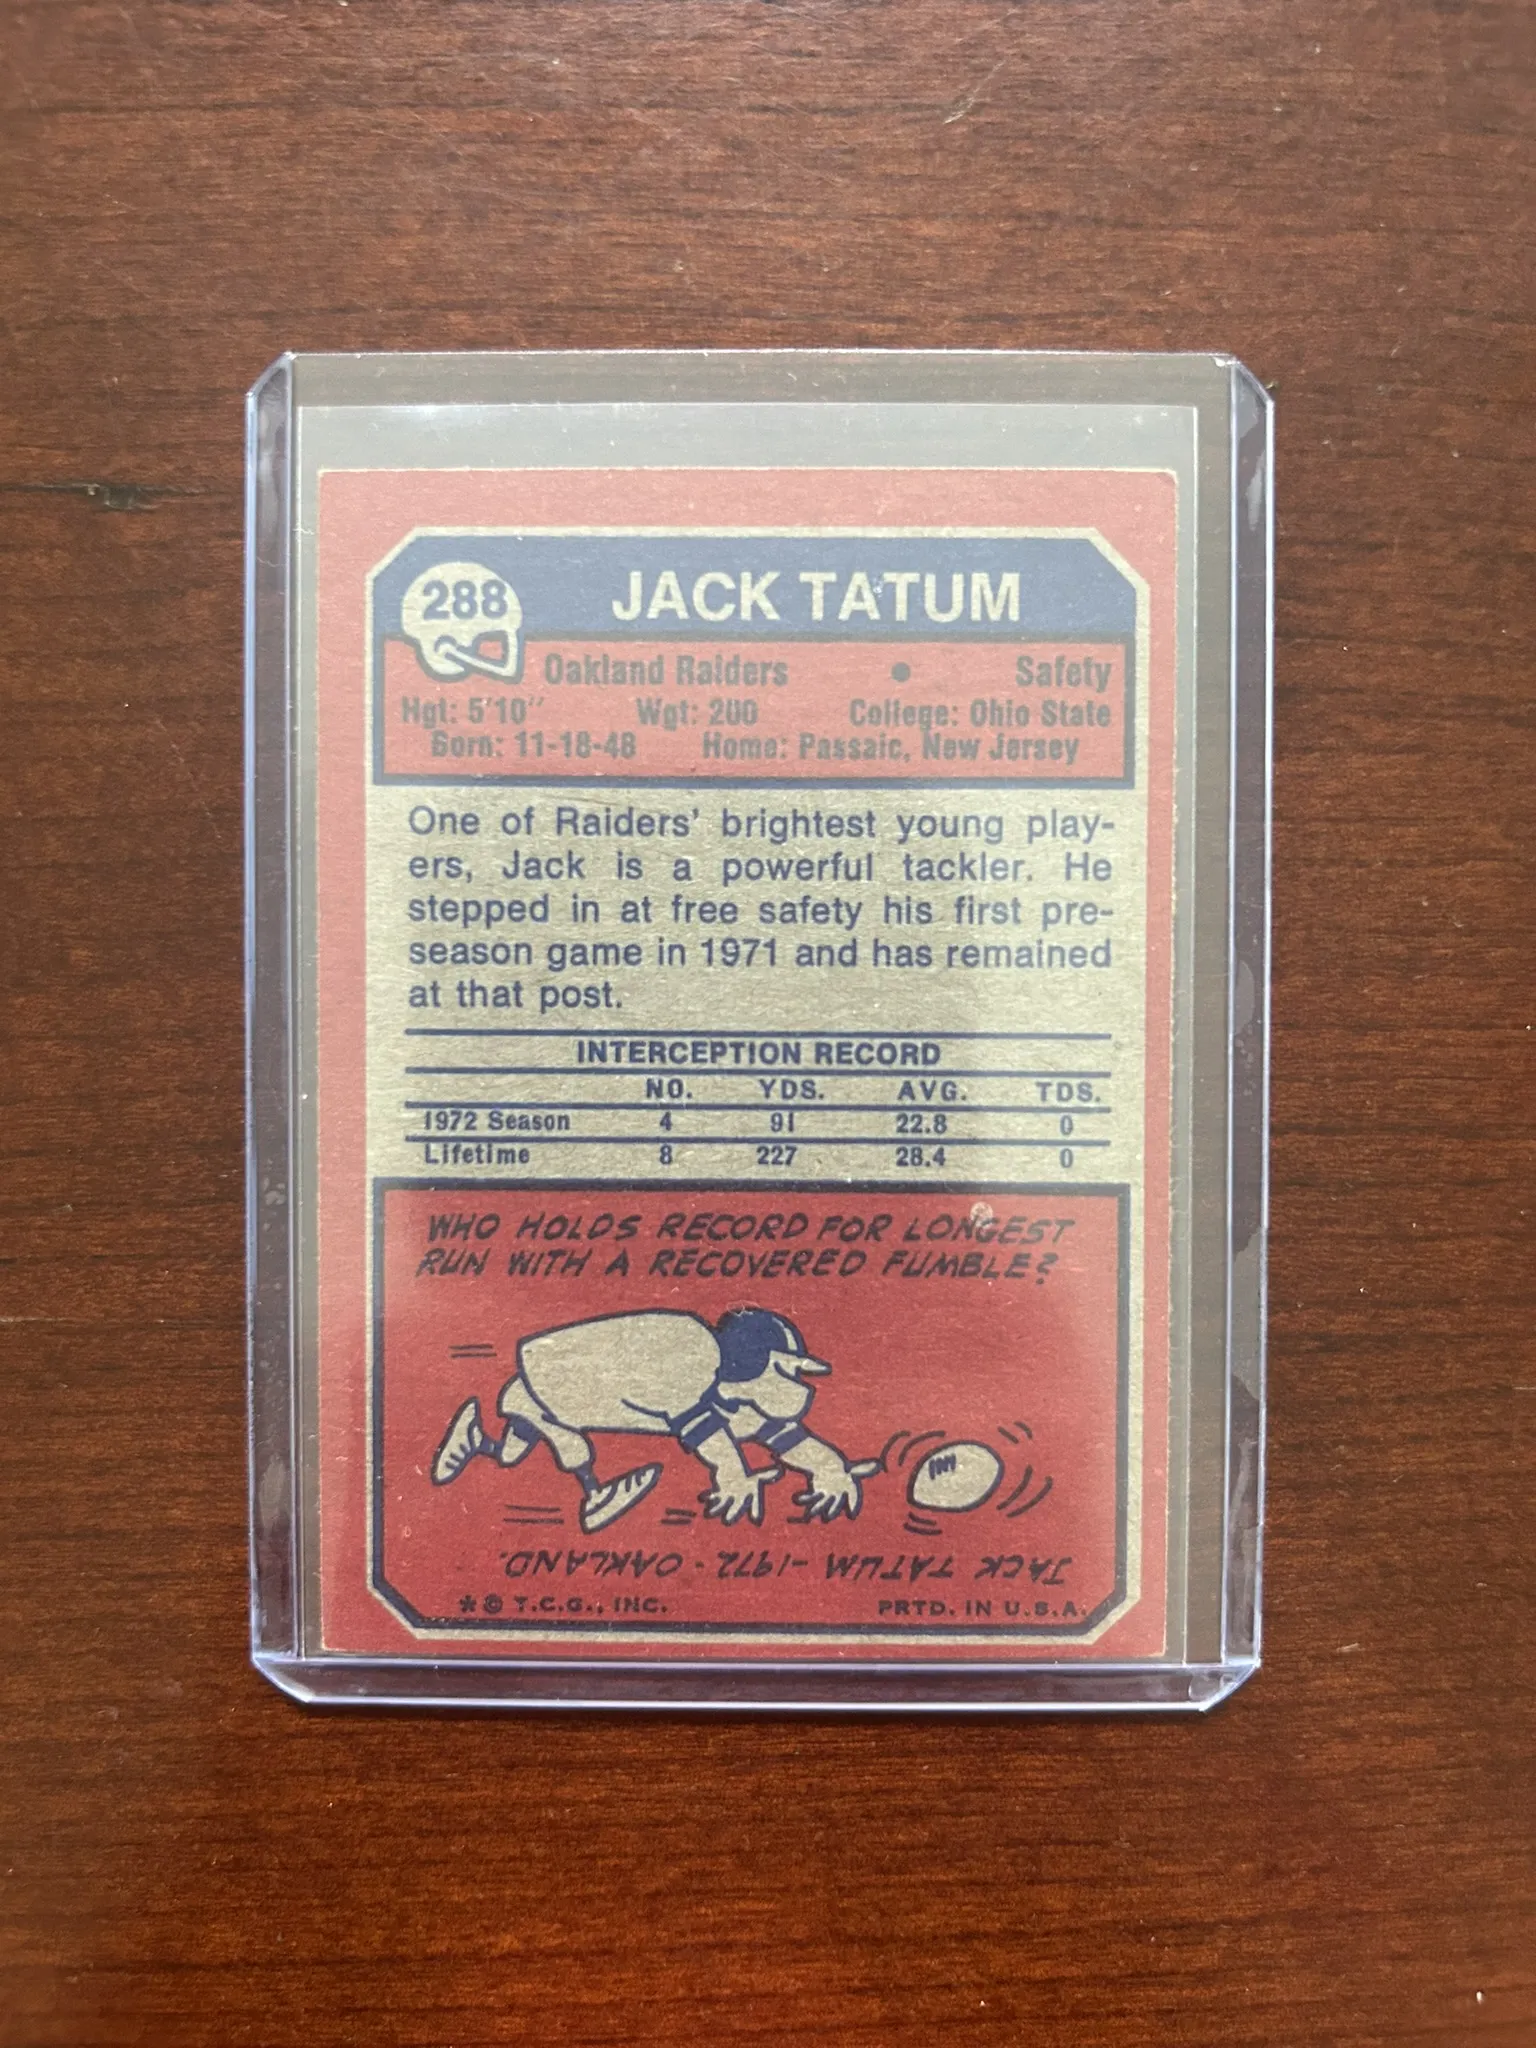 288
JACK TATUM
Oakland Raiders • Safety
Hgt: 5'10" Wgt: 200 College: Ohio State
Born: 11-18-48 Home: Passaic, New Jersey
One of Raiders' brightest young play-
ers, Jack is a powerful tackler. He
stepped in at free safety his first pre-
season game in 1971 and has remained
at that post.
INTERCEPTION RECORD
NO. YDS. AVG. TDS.
1972 Season 4 91 22.8 0
Lifetime 8 227 28.4 0
WHO HOLDS RECORD FOR LONGEST
RUN WITH A RECOVERED FUMBLE?
JACK TATUM -1972 - OAKLAND.
* © T.C.G., INC. PRTD. IN U.S.A.